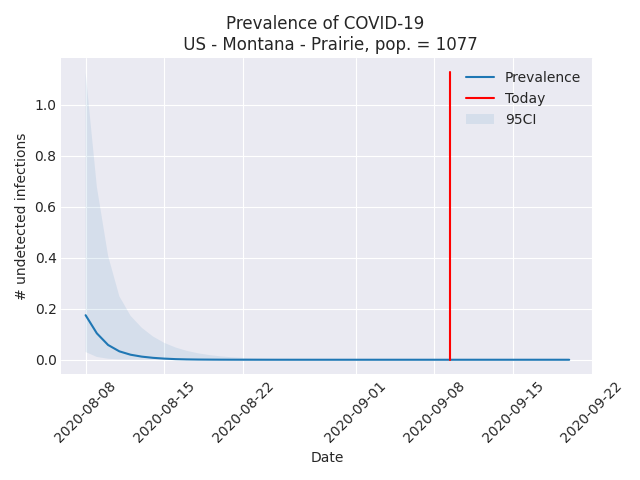 Prevalence of COVID-19
US - Montana - Prairie, pop. = 1077
Prevalence
Today
95CI
# undetected infections
1.0
0.8
0.6
0.4
0.2
0.0
2020-08-08
2020-08-15
2020-08-22
2020-09-01
2020-09-08
2020-09-15
2020-09-22
Date